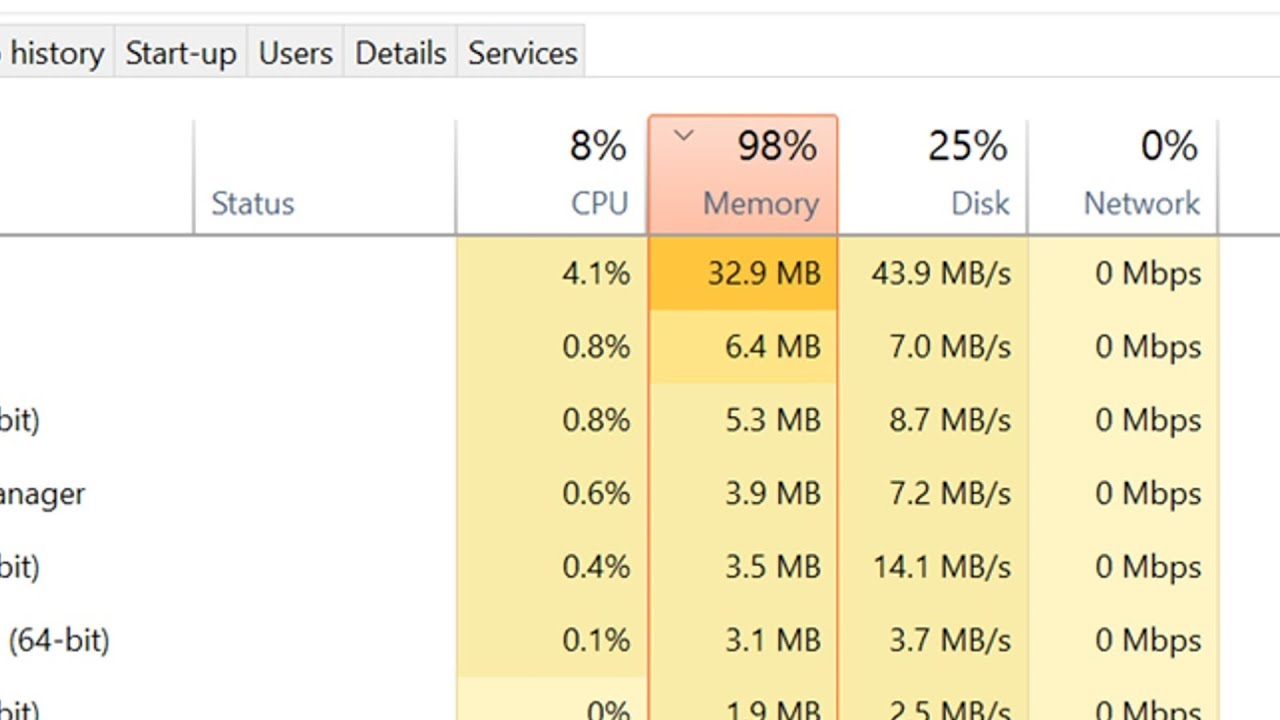 history Start-up Users Details Services
8% 98% 25% 0%
Status CPU Memory Disk Network
4.1% 32.9 MB 43.9 MB/s 0 Mbps
0.8% 6.4 MB 7.0 MB/s 0 Mbps
bit) 0.8% 5.3 MB 8.7 MB/s 0 Mbps
anager 0.6% 3.9 MB 7.2 MB/s 0 Mbps
bit) 0.4% 3.5 MB 14.1 MB/s 0 Mbps
(64-bit) 0.1% 3.1 MB 3.7 MB/s 0 Mbps
bit) 0% 1.9 MB 2.5 MB/s 0 Mbps